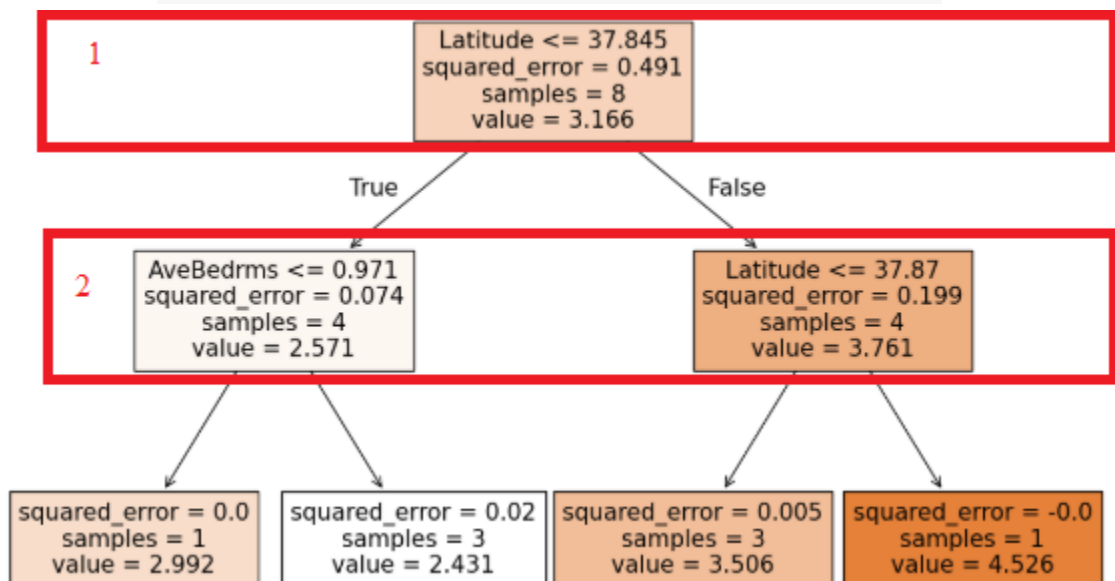 1
Latitude <= 37.845
squared_error = 0.491
samples = 8
value = 3.166
True
False
2
AveBedrms <= 0.971
squared_error = 0.074
samples = 4
value = 2.571
Latitude <= 37.87
squared_error = 0.199
samples = 4
value = 3.761
squared_error = 0.0
samples = 1
value = 2.992
squared_error = 0.02
samples = 3
value = 2.431
squared_error = 0.005
samples = 3
value = 3.506
squared_error = -0.0
samples = 1
value = 4.526